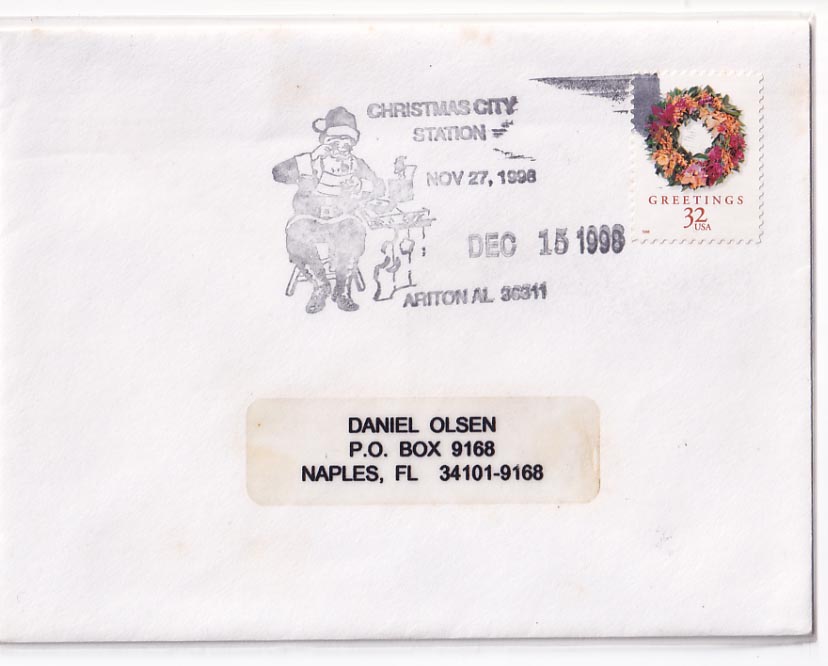 CHRISTMAS CITY
STATION
NOV 27, 1998
DEC 15 1998
ARITON AL 36311
GREETINGS
32
USA
DANIEL OLSEN
P.O. BOX 9168
NAPLES, FL 34101-9168